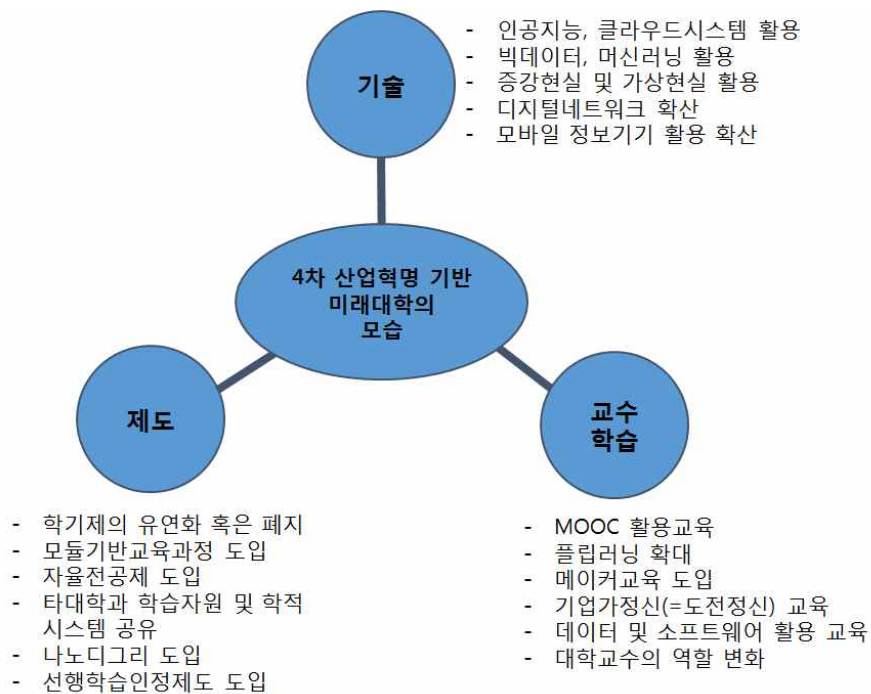 기술
- 인공지능, 클라우드시스템 활용
- 빅데이터, 머신러닝 활용
- 증강현실 및 가상현실 활용
- 디지털네트워크 확산
- 모바일 정보기기 활용 확산
4차 산업혁명 기반
미래대학의
모습
제도
- 학기제의 유연화 혹은 폐지
- 모듈기반교육과정 도입
- 자율전공제 도입
- 타대학과 학습자원 및 학적
시스템 공유
- 나노디그리 도입
- 선행학습인정제도 도입
교수
학습
- MOOC 활용교육
- 플립러닝 확대
- 메이커교육 도입
- 기업가정신(=도전정신) 교육
- 데이터 및 소프트웨어 활용 교육
- 대학교수의 역할 변화